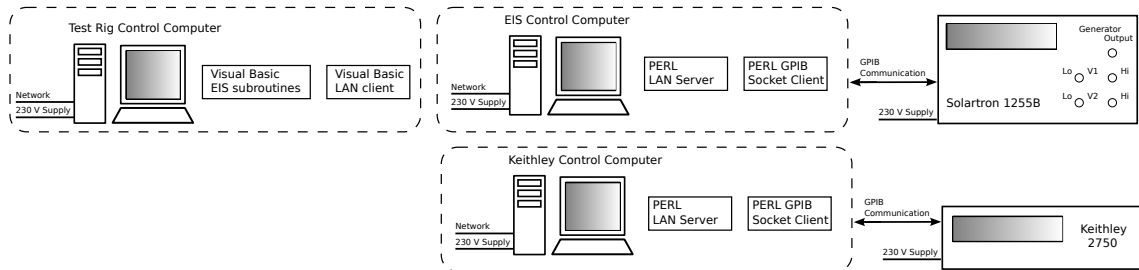 Test Rig Control Computer
Visual Basic
EIS subroutines
Visual Basic
LAN client
Network
230 V Supply
EIS Control Computer
PERL
LAN Server
PERL GPIB
Socket Client
Network
230 V Supply
GPIB
Communication
230 V Supply
Generator
Output
Lo V1 Hi
Lo V2 Hi
Solartron 1255B
Keithley Control Computer
PERL
LAN Server
PERL GPIB
Socket Client
Network
230 V Supply
GPIB
Communication
230 V Supply
Keithley
2750